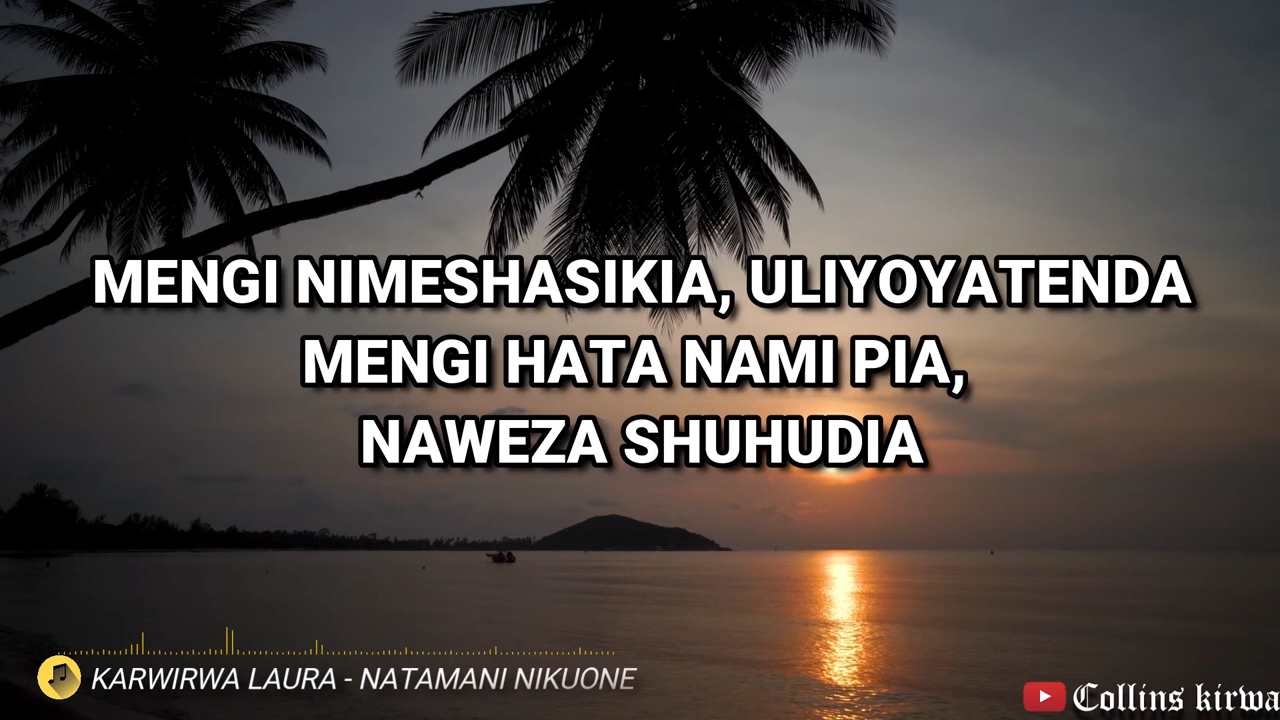 MENGI NIMESHASIKIA, ULIYOYATENDA
MENGI HATA NAMI PIA,
NAWEZA SHUHUDIA
KARWIRWA LAURA - NATAMANI NIKUONE
Collins kirwa